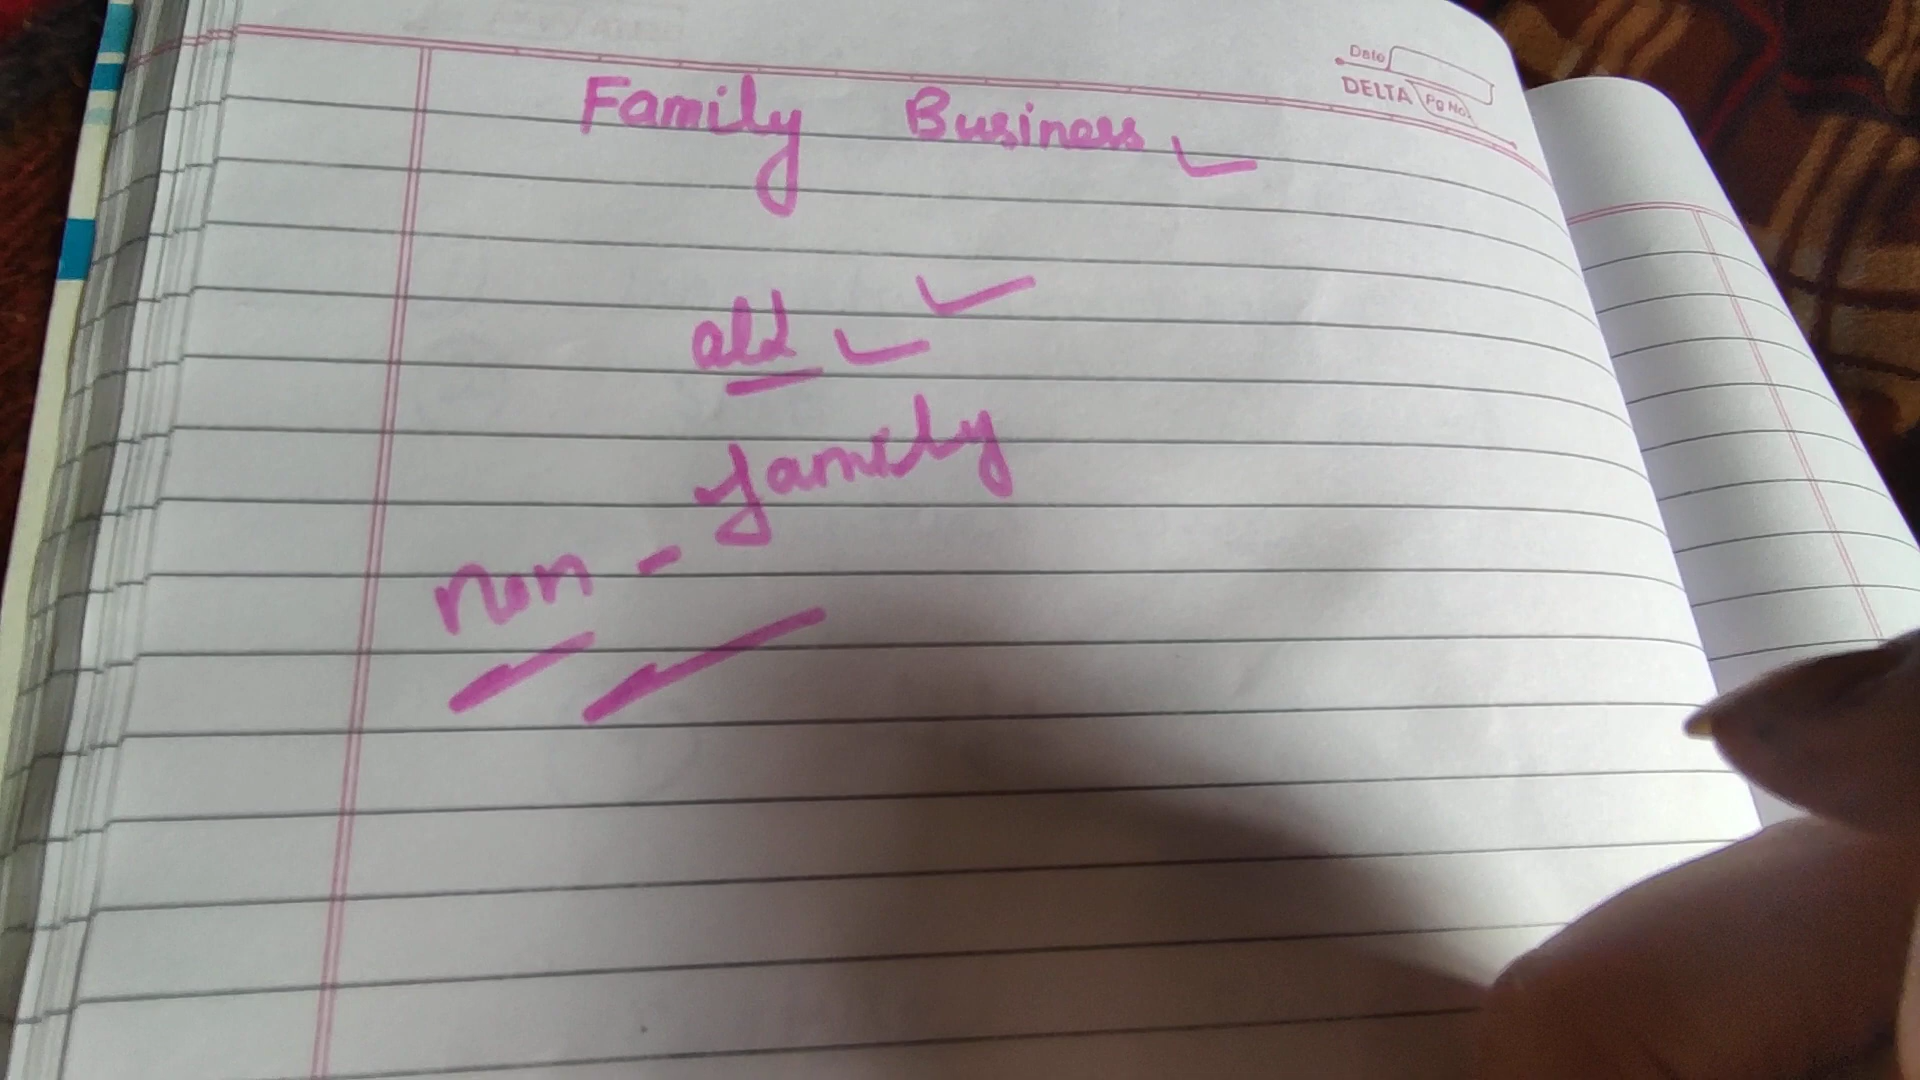 Date
DELTA Pg No.
Family Business
old
family
non -